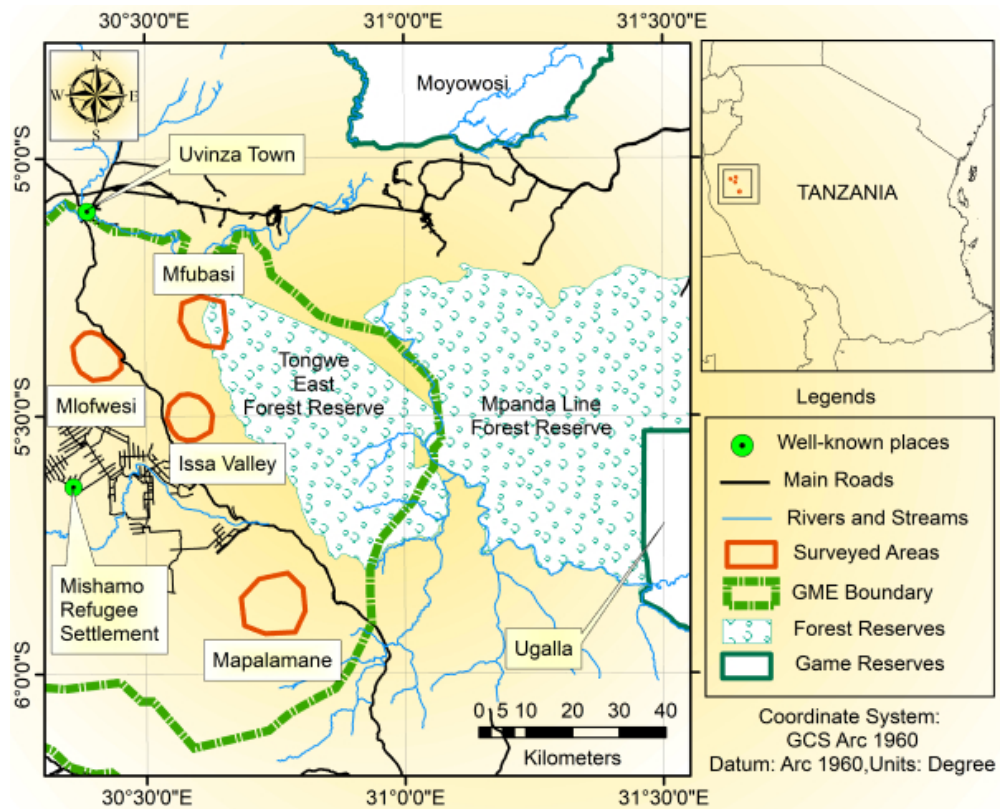 30°30'0"E
31°0'0"E
31°30'0"E
N
W
E
S
Moyowosi
Uvinza Town
5°0'0"S
TANZANIA
Mfubasi
Tongwe
East
Forest Reserve
Mpanda Line
Forest Reserve
Mlofwesi
5°30'0"S
Issa Valley
Mishamo
Refugee
Settlement
Mapalamane
Ugalla
6°0'0"S
0 5 10 20 30 40
Kilometers
30°30'0"E
31°0'0"E
31°30'0"E
Legends
Well-known places
Main Roads
Rivers and Streams
Surveyed Areas
GME Boundary
Forest Reserves
Game Reserves
Coordinate System:
GCS Arc 1960
Datum: Arc 1960,Units: Degree